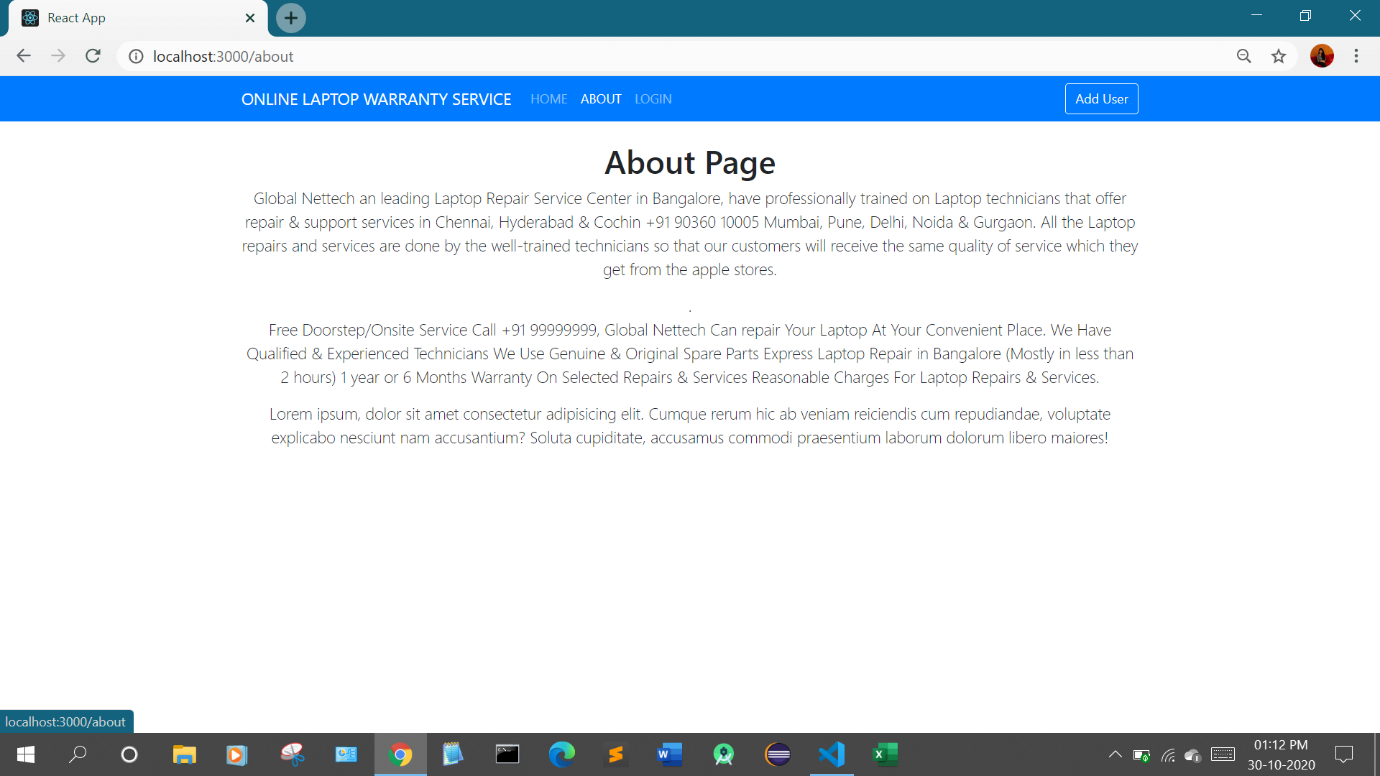 React App
localhost:3000/about
ONLINE LAPTOP WARRANTY SERVICE HOME ABOUT LOGIN Add User
About Page
Global Nettech an leading Laptop Repair Service Center in Bangalore, have professionally trained on Laptop technicians that offer
repair & support services in Chennai, Hyderabad & Cochin +91 90360 10005 Mumbai, Pune, Delhi, Noida & Gurgaon. All the Laptop
repairs and services are done by the well-trained technicians so that our customers will receive the same quality of service which they
get from the apple stores.
.
Free Doorstep/Onsite Service Call +91 99999999, Global Nettech Can repair Your Laptop At Your Convenient Place. We Have
Qualified & Experienced Technicians We Use Genuine & Original Spare Parts Express Laptop Repair in Bangalore (Mostly in less than
2 hours) 1 year or 6 Months Warranty On Selected Repairs & Services Reasonable Charges For Laptop Repairs & Services.
Lorem ipsum, dolor sit amet consectetur adipisicing elit. Cumque rerum hic ab veniam reiciendis cum repudiandae, voluptate
explicabo nesciunt nam accusantium? Soluta cupiditate, accusamus commodi praesentium laborum dolorum libero maiores!
localhost:3000/about
01:12 PM
30-10-2020